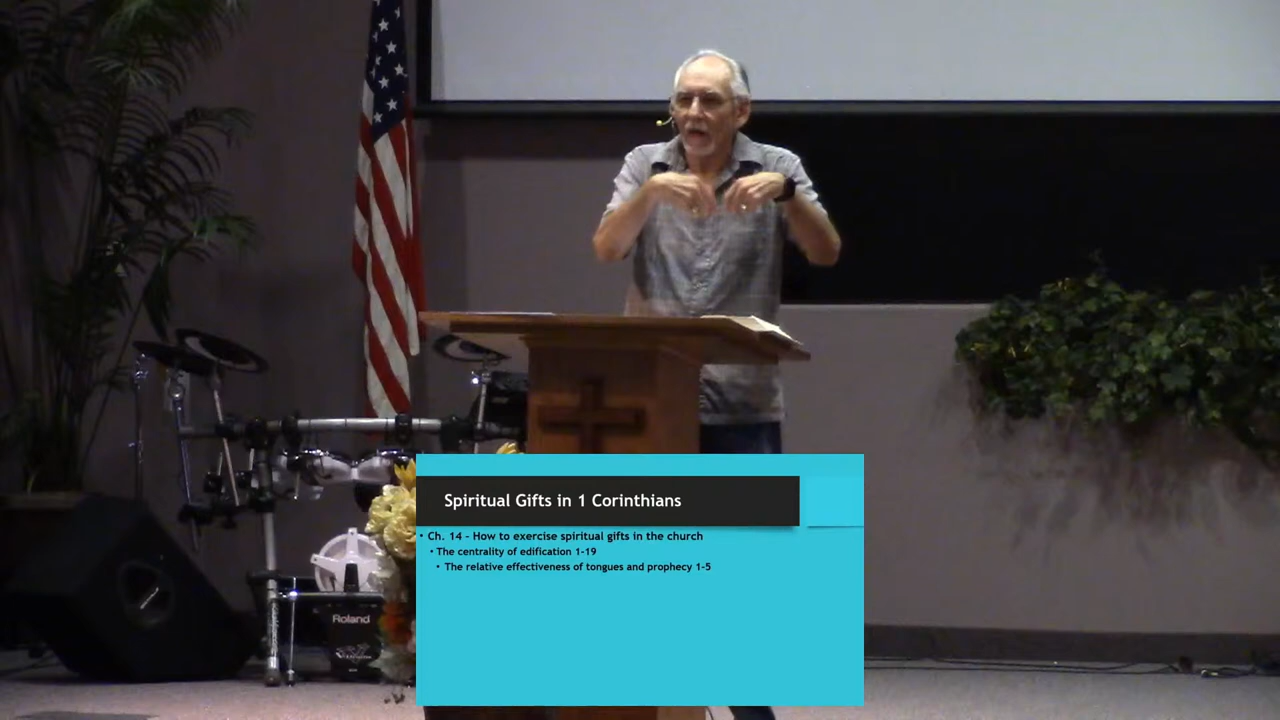 Spiritual Gifts in 1 Corinthians
• Ch. 14 - How to exercise spiritual gifts in the church
• The centrality of edification 1-19
• The relative effectiveness of tongues and prophecy 1-5
Roland